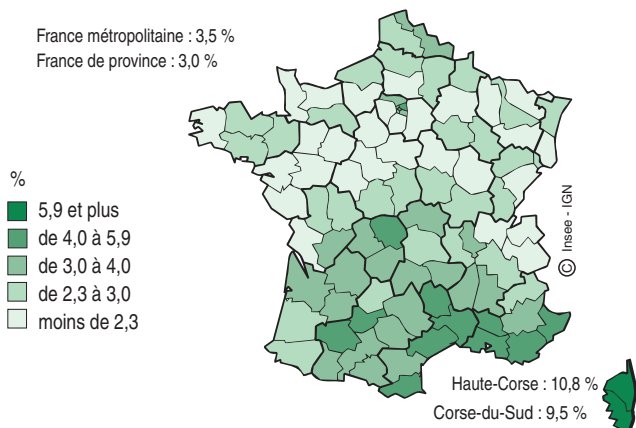 France métropolitaine : 3,5 %
France de province : 3,0 %
%
5,9 et plus
de 4,0 à 5,9
de 3,0 à 4,0
de 2,3 à 3,0
moins de 2,3
© Insee - IGN
Haute-Corse : 10,8 %
Corse-du-Sud : 9,5 %